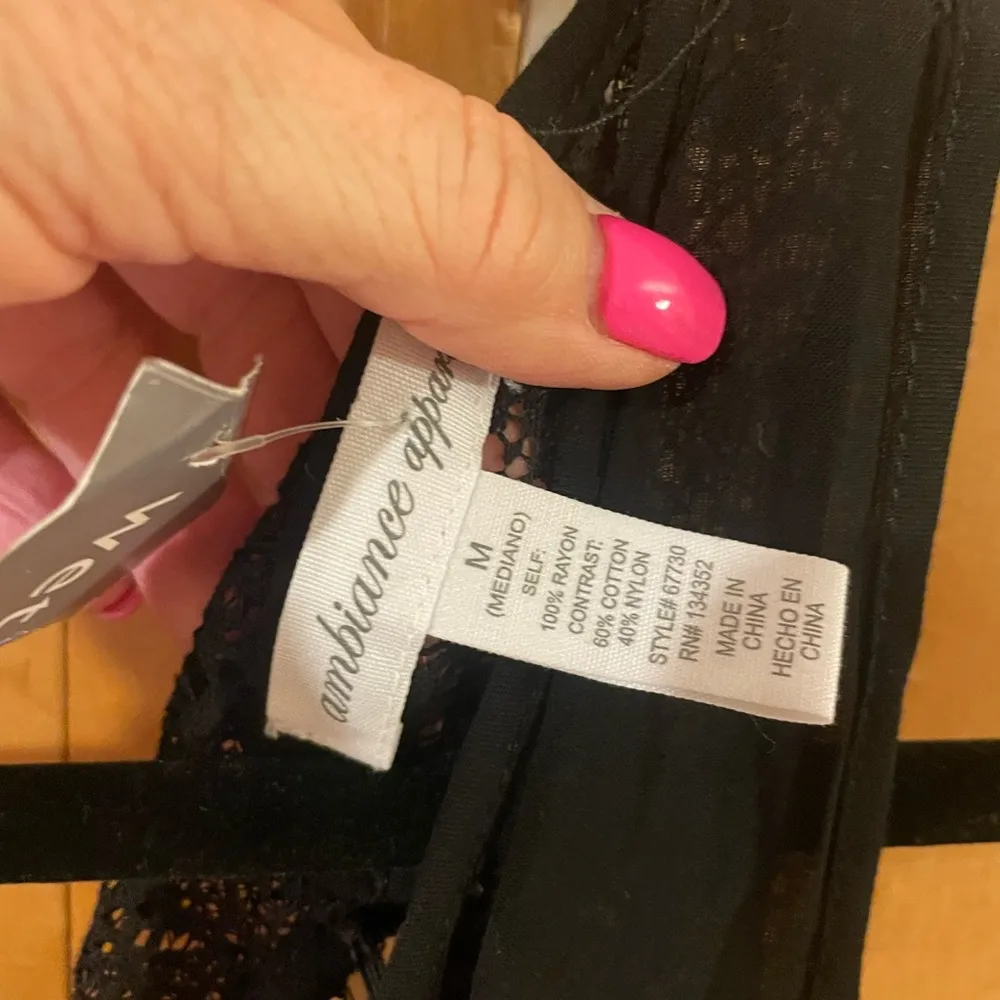 ambiance
M
(MEDIANO)
SELF:
100% RAYON
CONTRAST:
60% COTTON
40% NYLON
STYLE# 67730
RN# 134352
MADE IN
CHINA
HECHO EN
CHINA